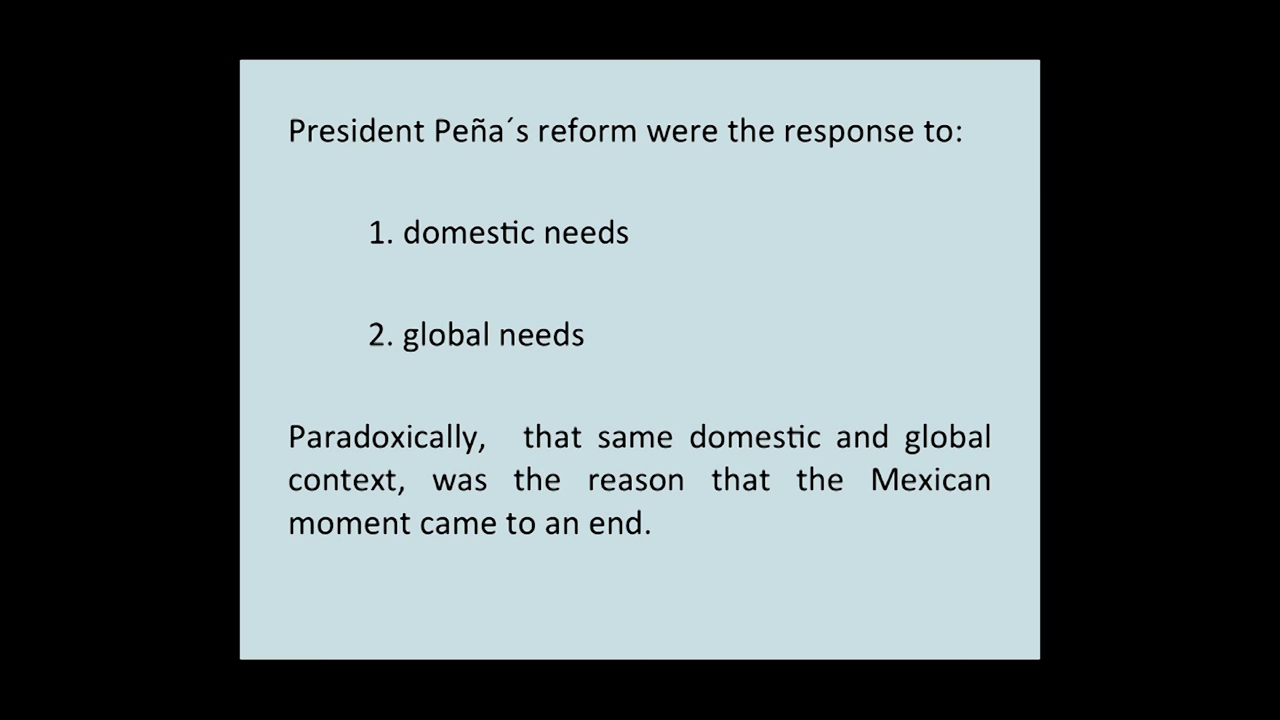 President Peña´s reform were the response to:
1. domestic needs
2. global needs
Paradoxically, that same domestic and global
context, was the reason that the Mexican
moment came to an end.